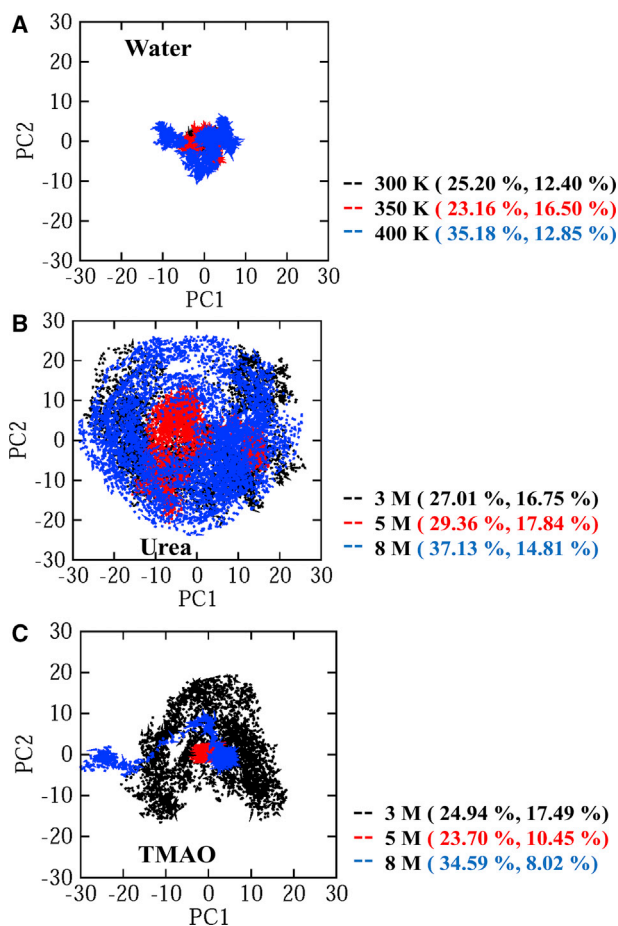 A
Water
30
20
10
0
-10
-20
-30
PC2
-30 -20 -10 0 10 20 30
PC1
-- 300 K ( 25.20 %, 12.40 %)
-- 350 K ( 23.16 %, 16.50 %)
-- 400 K ( 35.18 %, 12.85 %)
B
30
20
10
0
-10
-20
-30
PC2
Urea
-30 -20 -10 0 10 20 30
PC1
-- 3 M ( 27.01 %, 16.75 %)
-- 5 M ( 29.36 %, 17.84 %)
-- 8 M ( 37.13 %, 14.81 %)
C
30
20
10
0
-10
-20
-30
PC2
TMAO
-30 -20 -10 0 10 20 30
PC1
-- 3 M ( 24.94 %, 17.49 %)
-- 5 M ( 23.70 %, 10.45 %)
-- 8 M ( 34.59 %, 8.02 %)